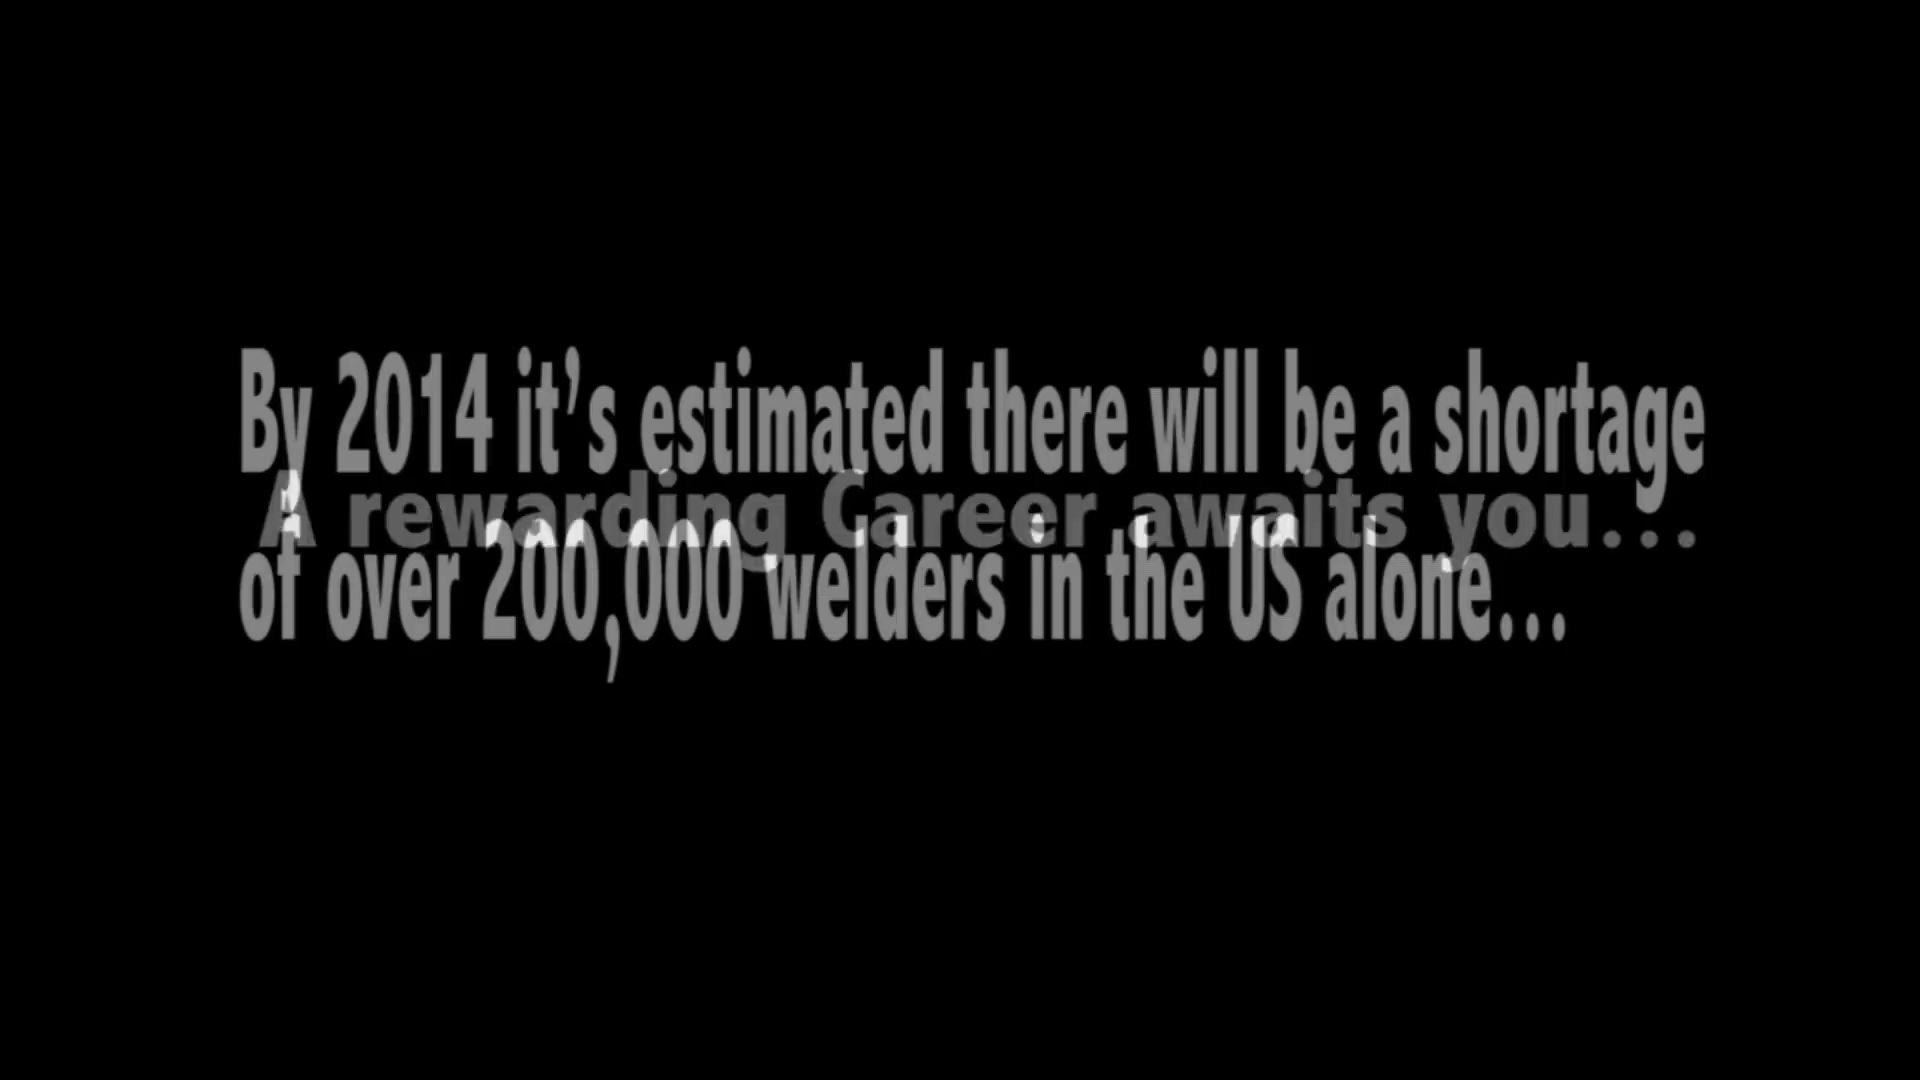 By 2014 it’s estimated there will be a shortage
A rewarding Career awaits you...
of over 200,000 welders in the US alone...